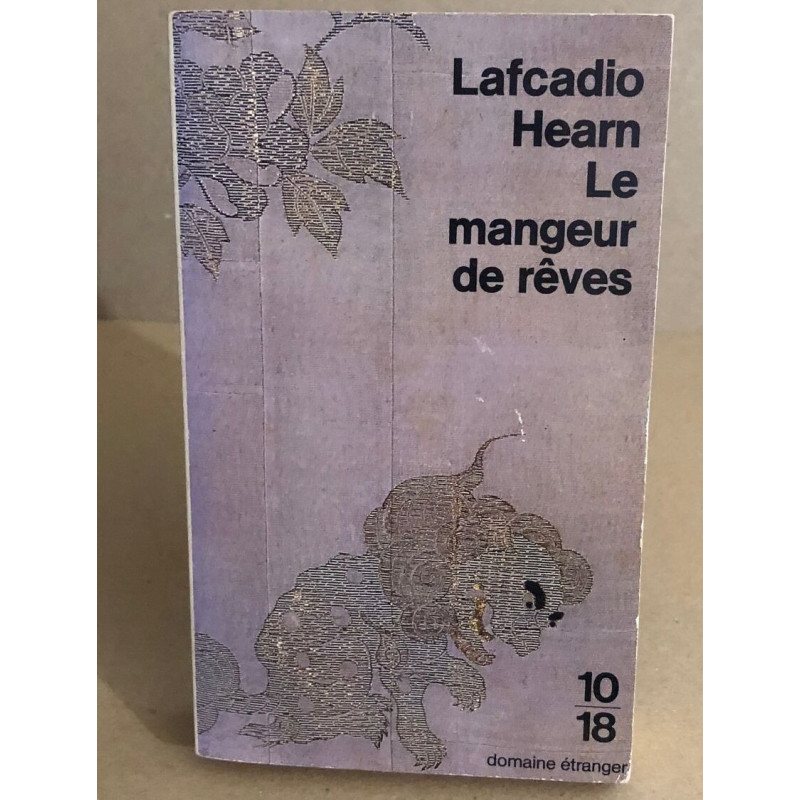 Lafcadio
Hearn
Le
mangeur
de rêves
10
18
domaine étranger